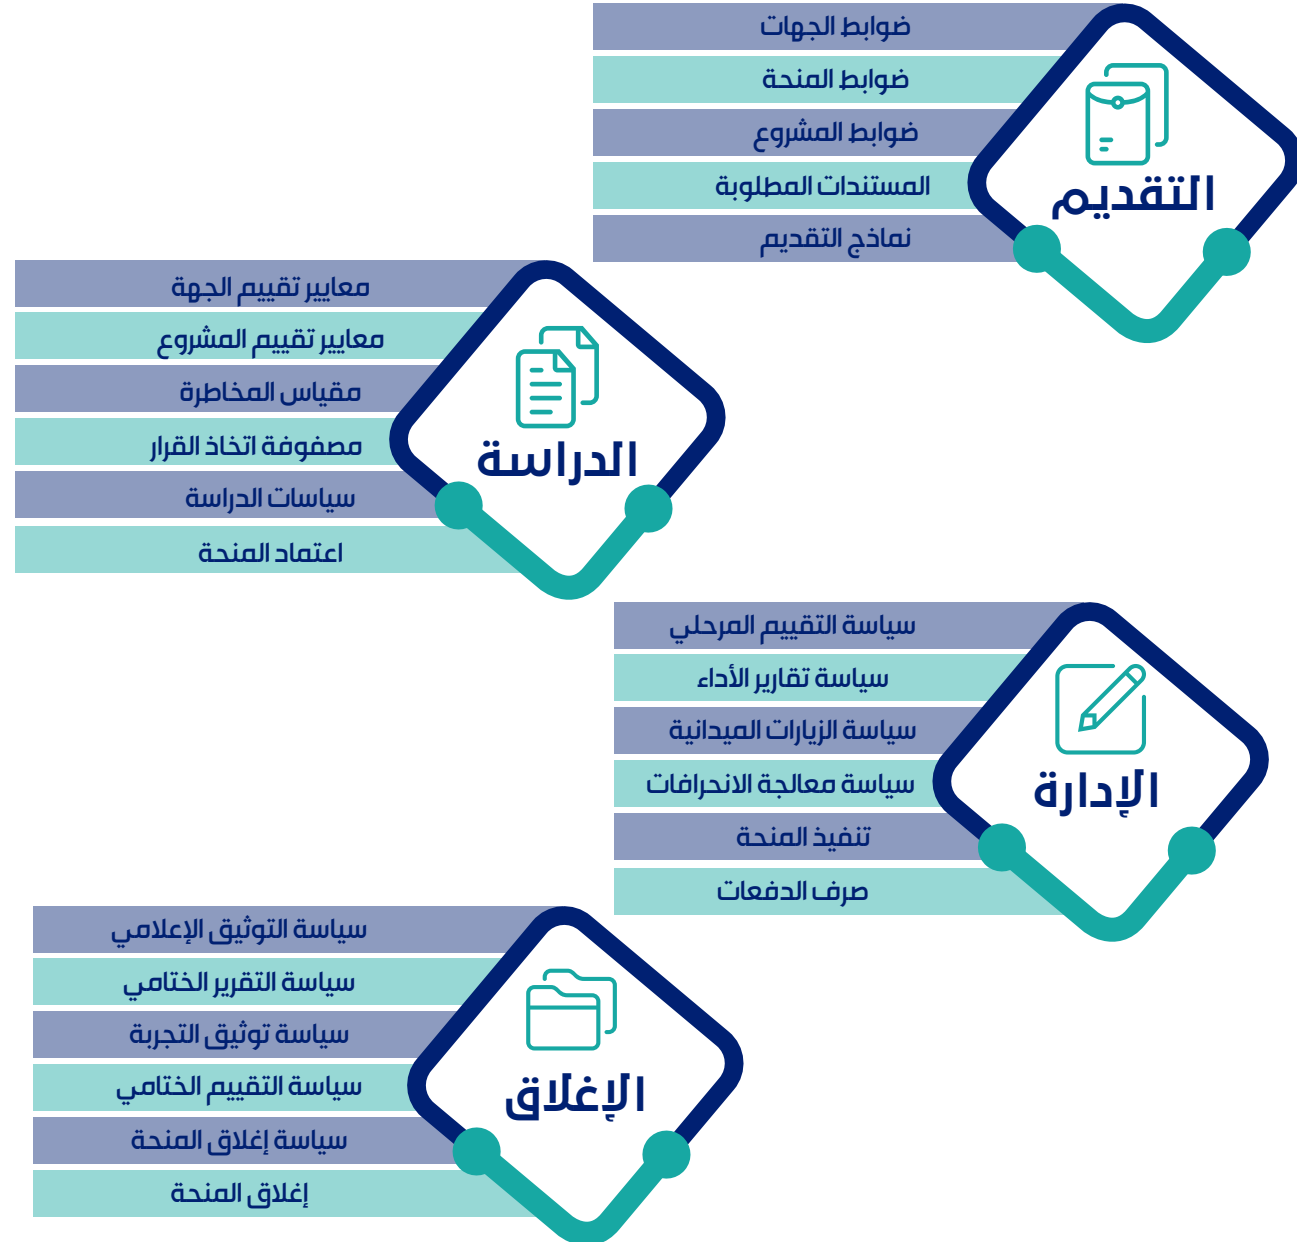 التقديم
ضوابط الجهات
ضوابط المنحة
ضوابط المشروع
المستندات المطلوبة
نماذج التقديم
الدراسة
معايير تقييم الجهة
معايير تقييم المشروع
مقياس المخاطرة
مصفوفة اتخاذ القرار
سياسات الدراسة
اعتماد المنحة
الإدارة
سياسة التقييم المرحلي
سياسة تقارير الأداء
سياسة الزيارات الميدانية
سياسة معالجة الانحرافات
تنفيذ المنحة
صرف الدفعات
الإغلاق
سياسة التوثيق الإعلامي
سياسة التقرير الختامي
سياسة توثيق التجربة
سياسة التقييم الختامي
سياسة إغلاق المنحة
إغلاق المنحة